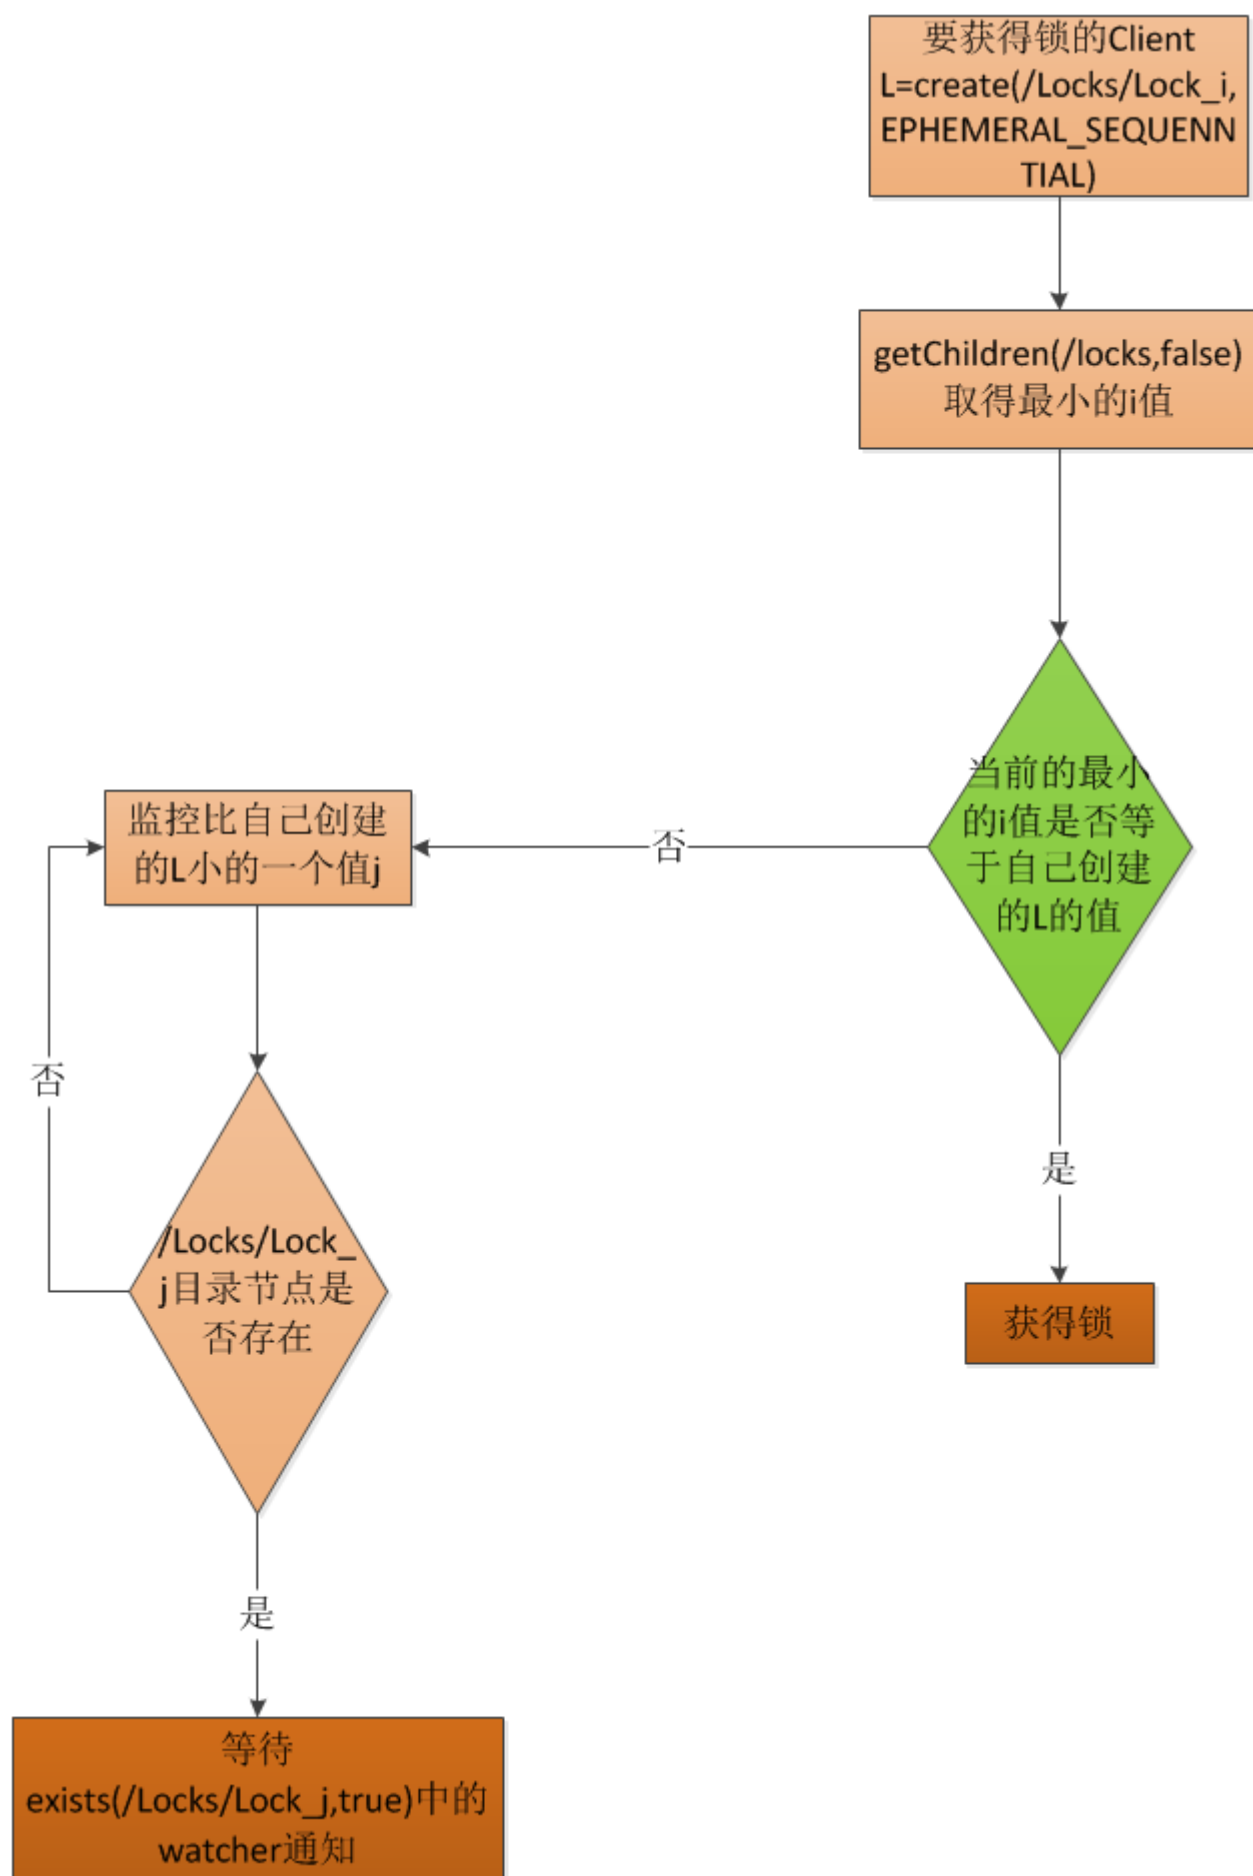 要获得锁的Client
L=create(/Locks/Lock_i,
EPHEMERAL_SEQUENN
TIAL)
getChildren(/locks,false)
取得最小的i值
当前的最小
的i值是否等
于自己创建
的L的值
否
监控比自己创建
的L小的一个值j
否
是
/Locks/Lock_
j目录节点是
否存在
获得锁
是
等待
exists(/Locks/Lock_j,true)中的
watcher通知